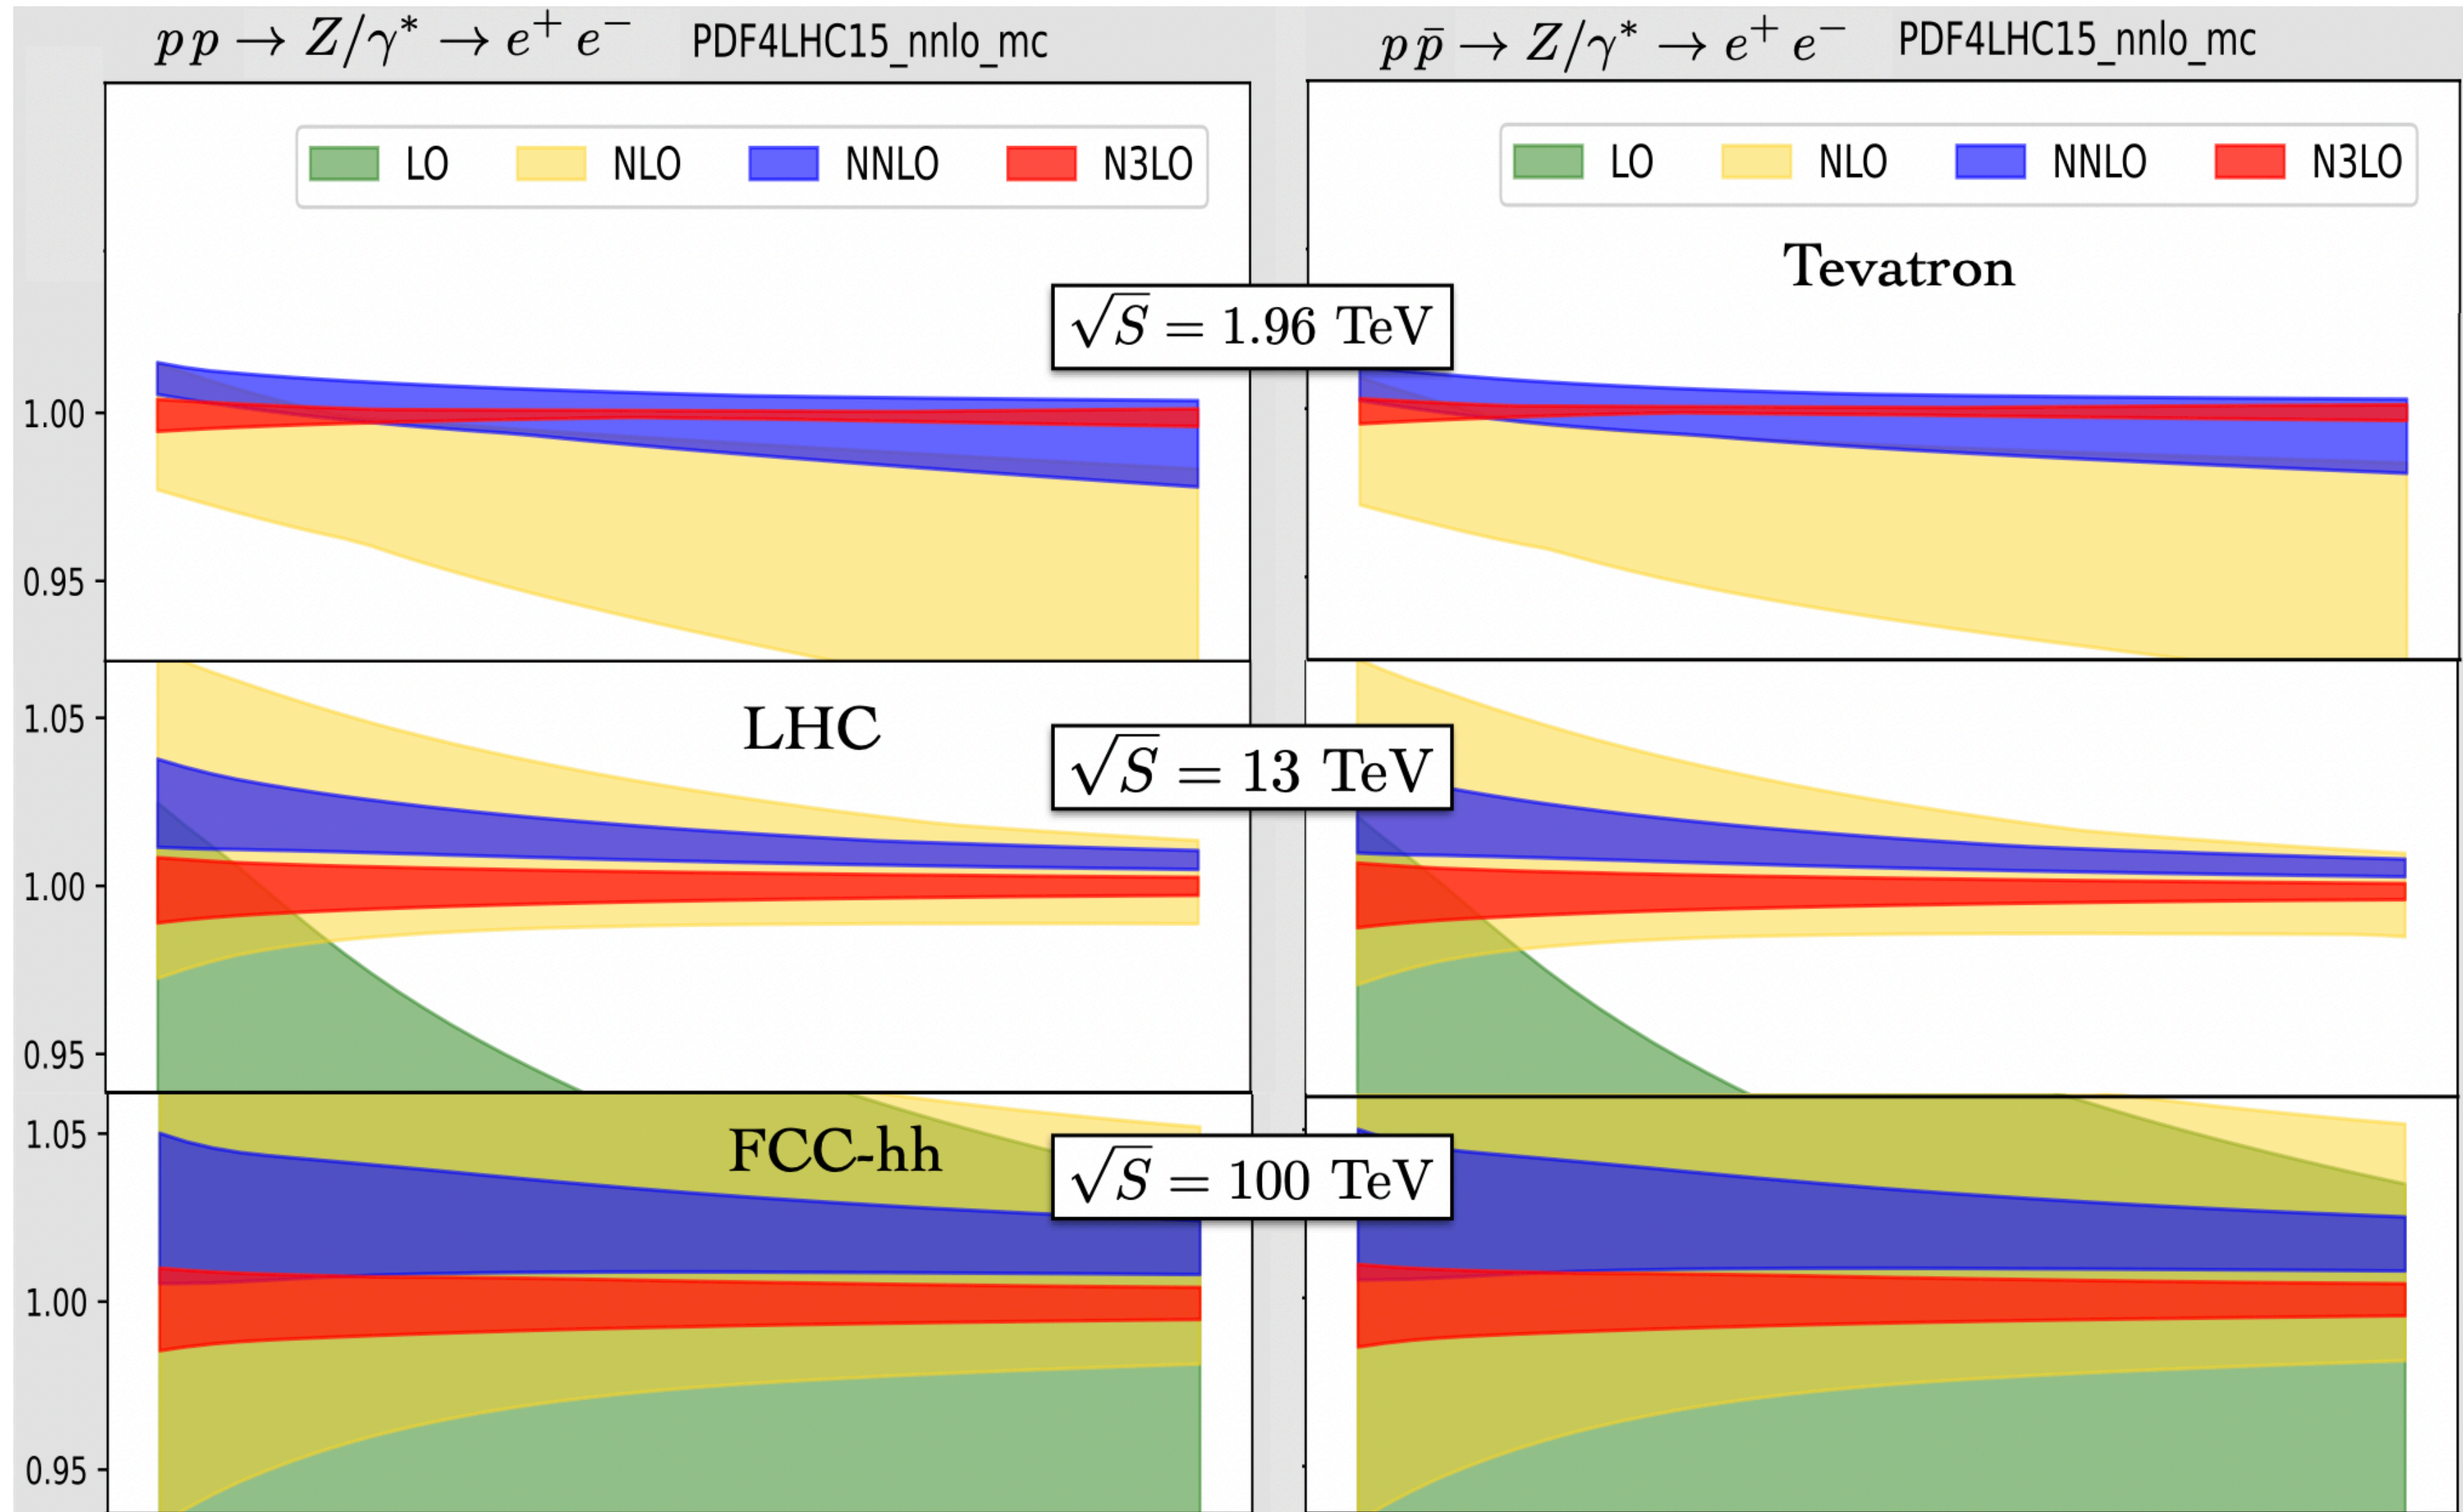 pp → Z/γ* → e⁺ e⁻ PDF4LHC15_nnlo_mc
p p̄ → Z/γ* → e⁺ e⁻ PDF4LHC15_nnlo_mc
LO NLO NNLO N3LO
LO NLO NNLO N3LO
Tevatron
√S = 1.96 TeV
1.00
0.95
LHC
√S = 13 TeV
1.05
1.00
0.95
FCC-hh
√S = 100 TeV
1.05
1.00
0.95